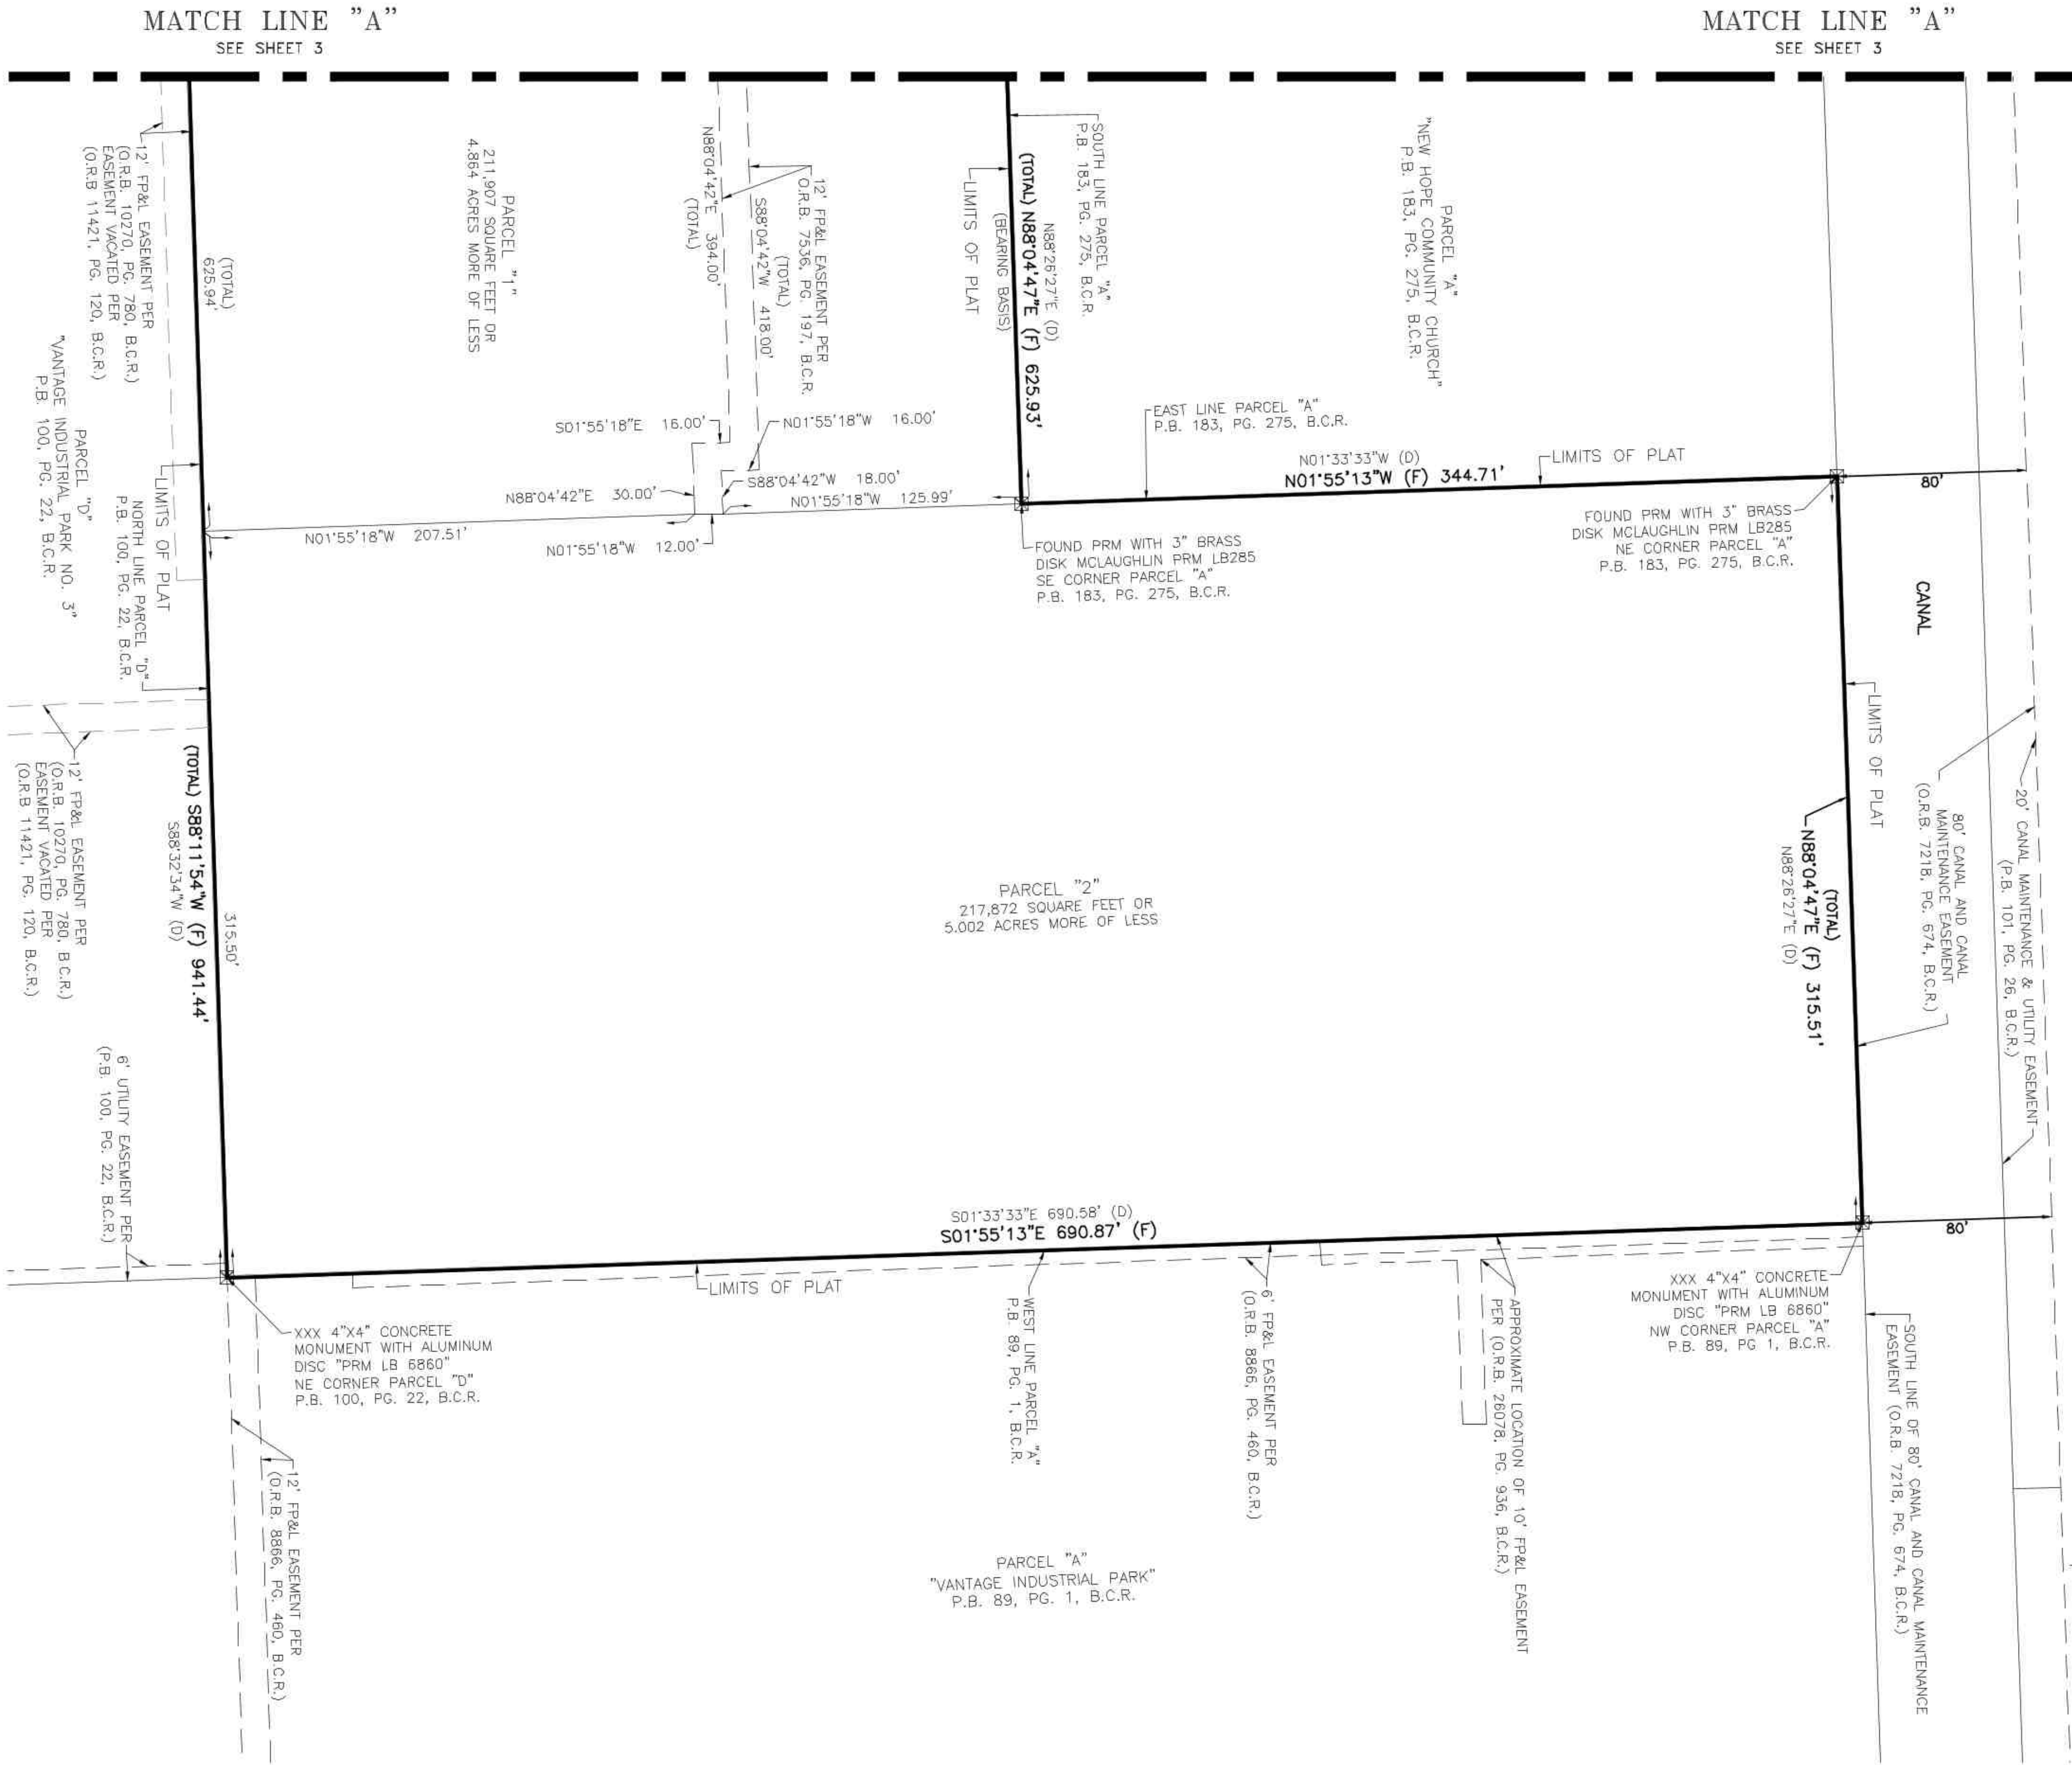 MATCH LINE "A"
SEE SHEET 3
MATCH LINE "A"
SEE SHEET 3
12' FP&L EASEMENT PER
(O.R.B. 10270, PG. 780, B.C.R.)
EASEMENT VACATED PER
(O.R.B 11421, PG. 120, B.C.R.)
(TOTAL)
625.94'
PARCEL "1"
211,907 SQUARE FEET OR
4.864 ACRES MORE OF LESS
N88°04'42"E 394.00'
(TOTAL)
12' FP&L EASEMENT PER
O.R.B. 7536, PG. 197, B.C.R.
(TOTAL)
S88°04'42"W 418.00'
LIMITS OF PLAT
(BEARING BASIS)
(TOTAL) N88°04'47"E (F) 625.93'
N88°26'27"E (D)
SOUTH LINE PARCEL "A"
P.B. 183, PG. 275, B.C.R.
PARCEL "A"
"NEW HOPE COMMUNITY CHURCH"
P.B. 183, PG. 275, B.C.R.
EAST LINE PARCEL "A"
P.B. 183, PG. 275, B.C.R.
S01°55'18"E 16.00'
N01°55'18"W 16.00'
S88°04'42"W 18.00'
N88°04'42"E 30.00'
N01°55'18"W 125.99'
N01°55'18"W 207.51'
N01°55'18"W 12.00'
N01°33'33"W (D)
N01°55'13"W (F) 344.71'
LIMITS OF PLAT
80'
FOUND PRM WITH 3" BRASS
DISK MCLAUGHLIN PRM LB285
SE CORNER PARCEL "A"
P.B. 183, PG. 275, B.C.R.
FOUND PRM WITH 3" BRASS
DISK MCLAUGHLIN PRM LB285
NE CORNER PARCEL "A"
P.B. 183, PG. 275, B.C.R.
CANAL
PARCEL "D"
"VANTAGE INDUSTRIAL PARK NO. 3"
P.B. 100, PG. 22, B.C.R.
LIMITS OF PLAT
NORTH LINE PARCEL "D"
P.B. 100, PG. 22, B.C.R.
12' FP&L EASEMENT PER
(O.R.B. 10270, PG. 780, B.C.R.)
EASEMENT VACATED PER
(O.R.B 11421, PG. 120, B.C.R.)
(TOTAL) S88°11'54"W (F) 941.44'
S88°32'34"W (D)
315.50'
PARCEL "2"
217,872 SQUARE FEET OR
5.002 ACRES MORE OF LESS
LIMITS OF PLAT
(TOTAL)
N88°04'47"E (F) 315.51'
N88°26'27"E (D)
80' CANAL AND CANAL
MAINTENANCE EASEMENT
(O.R.B. 7218, PG. 674, B.C.R.)
20' CANAL MAINTENANCE & UTILITY EASEMENT
(P.B. 101, PG. 26, B.C.R.)
6' UTILITY EASEMENT PER
(P.B. 100, PG. 22, B.C.R.)
S01°33'33"E 690.58' (D)
S01°55'13"E 690.87' (F)
80'
LIMITS OF PLAT
XXX 4"X4" CONCRETE
MONUMENT WITH ALUMINUM
DISC "PRM LB 6860"
NE CORNER PARCEL "D"
P.B. 100, PG. 22, B.C.R.
WEST LINE PARCEL "A"
P.B. 89, PG. 1, B.C.R.
6' FP&L EASEMENT PER
(O.R.B. 8866, PG. 460, B.C.R.)
APPROXIMATE LOCATION OF 10' FP&L EASEMENT
PER (O.R.B. 26078, PG. 936, B.C.R.)
XXX 4"X4" CONCRETE
MONUMENT WITH ALUMINUM
DISC "PRM LB 6860"
NW CORNER PARCEL "A"
P.B. 89, PG 1, B.C.R.
SOUTH LINE OF 80' CANAL AND CANAL MAINTENANCE
EASEMENT (O.R.B. 7218, PG. 674, B.C.R.)
12' FP&L EASEMENT PER
(O.R.B. 8866, PG. 460, B.C.R.)
PARCEL "A"
"VANTAGE INDUSTRIAL PARK"
P.B. 89, PG. 1, B.C.R.